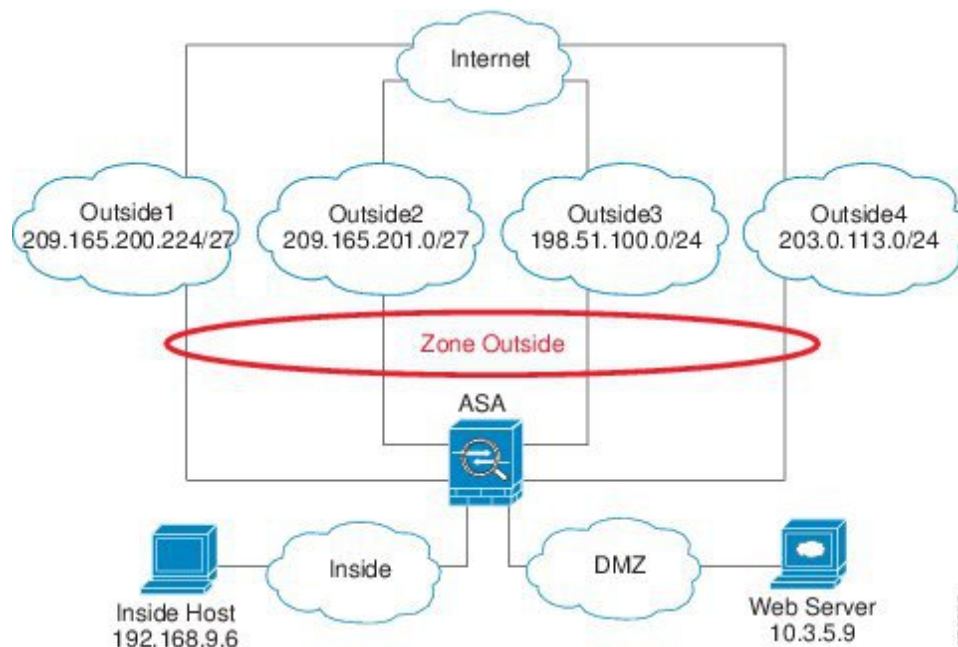 Internet
Outside1
209.165.200.224/27
Outside2
209.165.201.0/27
Outside3
198.51.100.0/24
Outside4
203.0.113.0/24
Zone Outside
ASA
Inside
DMZ
Inside Host
192.168.9.6
Web Server
10.3.5.9